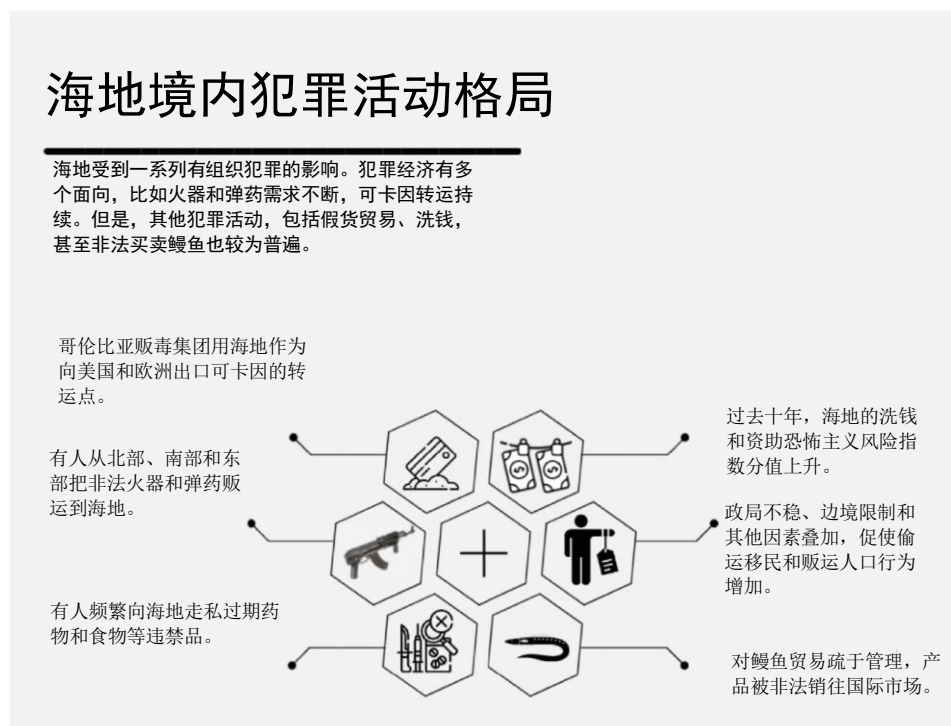 海地境内犯罪活动格局
海地受到一系列有组织犯罪的影响。犯罪经济有多
个面向，比如火器和弹药需求不断，可卡因转运持
续。但是，其他犯罪活动，包括假货贸易、洗钱，
甚至非法买卖鳗鱼也较为普遍。
哥伦比亚贩毒集团用海地作为
向美国和欧洲出口可卡因的转
运点。
有人从北部、南部和东
部把非法火器和弹药贩
运到海地。
有人频繁向海地走私过期药
物和食物等违禁品。
过去十年，海地的洗钱
和资助恐怖主义风险指
数分值上升。
政局不稳、边境限制和
其他因素叠加，促使偷
运移民和贩运人口行为
增加。
对鳗鱼贸易疏于管理，产
品被非法销往国际市场。